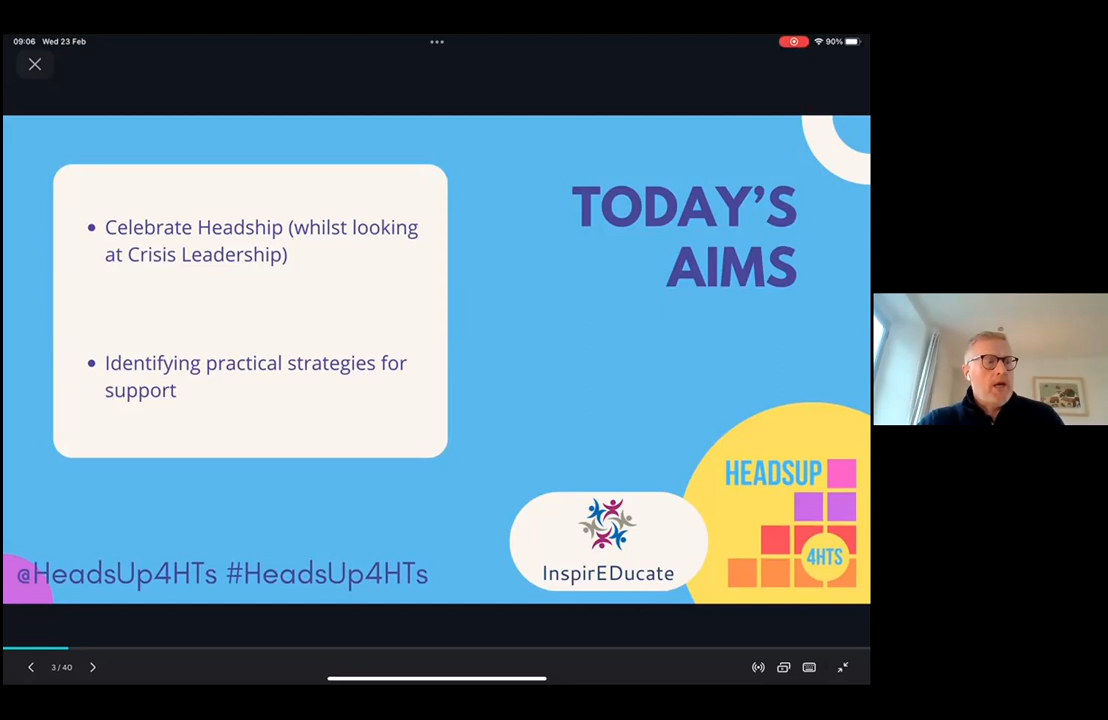 09:06 Wed 23 Feb
90%
• Celebrate Headship (whilst looking
at Crisis Leadership)
• Identifying practical strategies for
support
TODAY'S
AIMS
HEADSUP
4HTS
InspirEDucate
@HeadsUp4HTs #HeadsUp4HTs
3 / 40